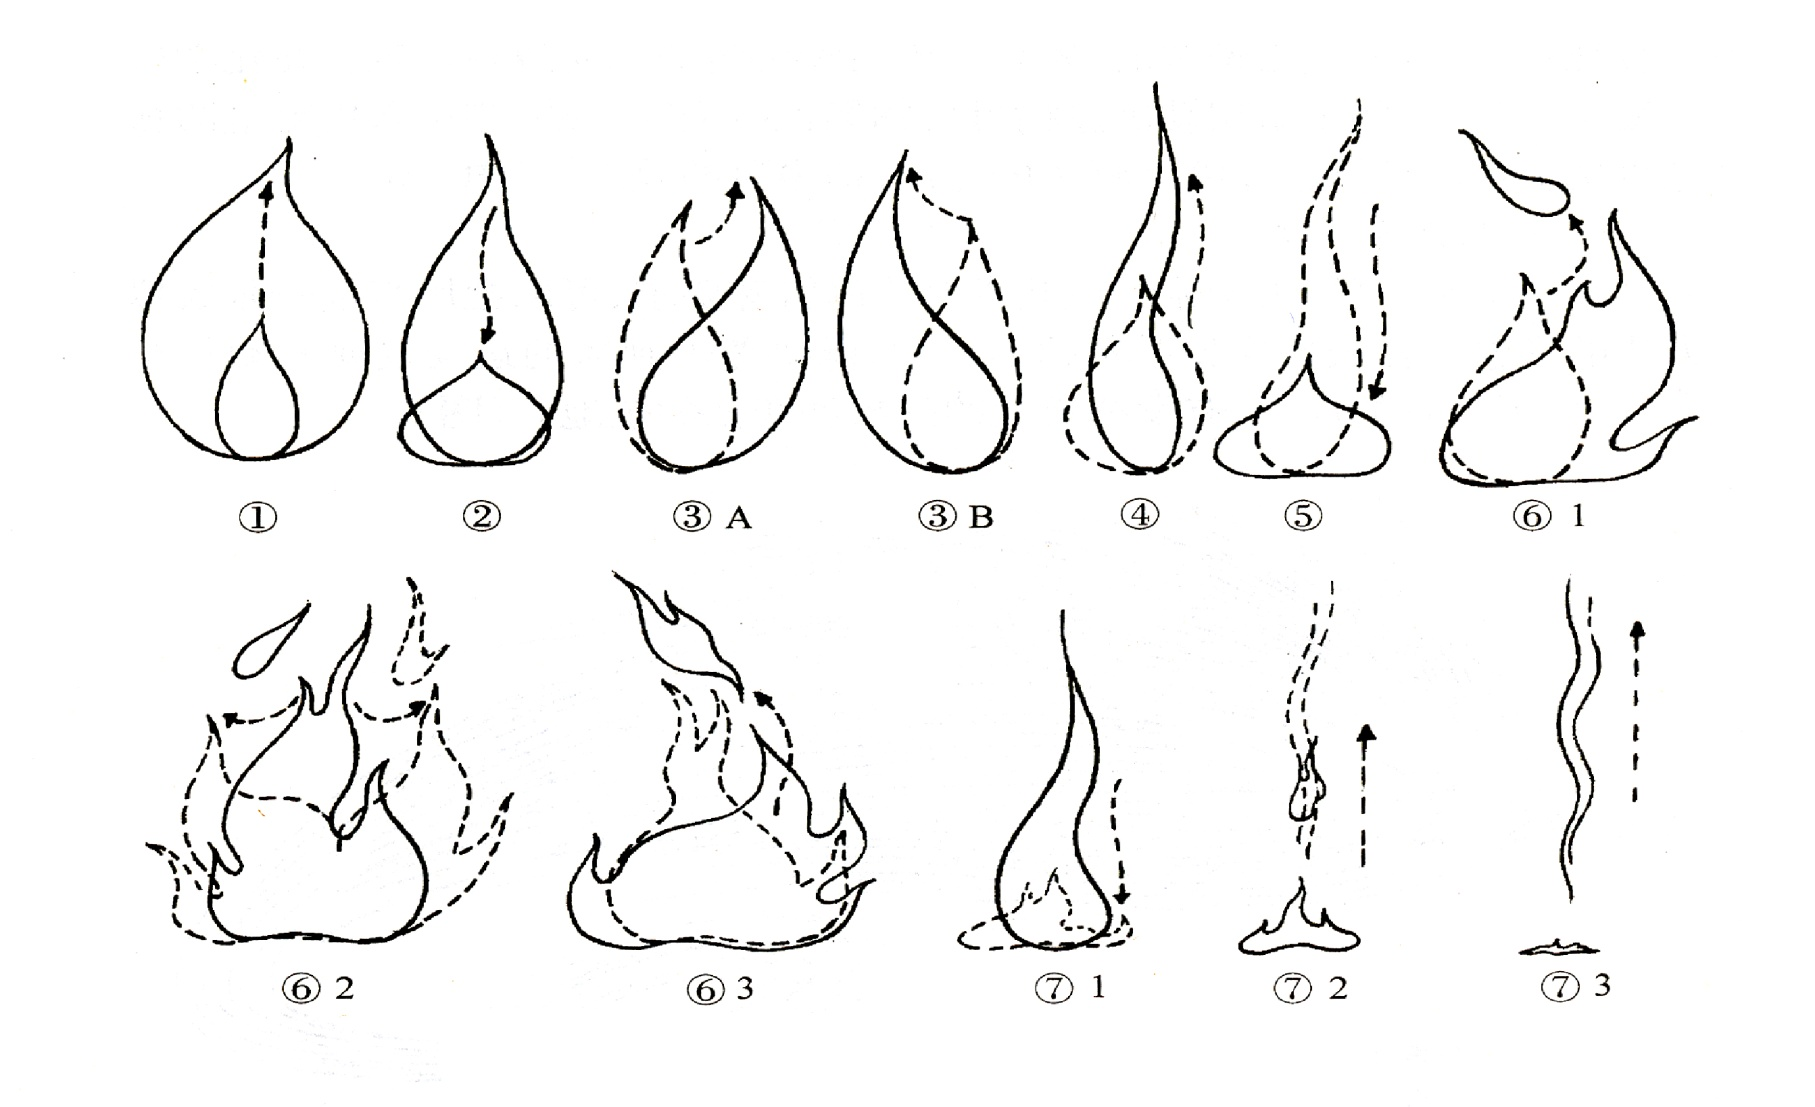 ① ② ③ A ③ B ④ ⑤ ⑥ 1
⑥ 2 ⑥ 3 ⑦ 1 ⑦ 2 ⑦ 3